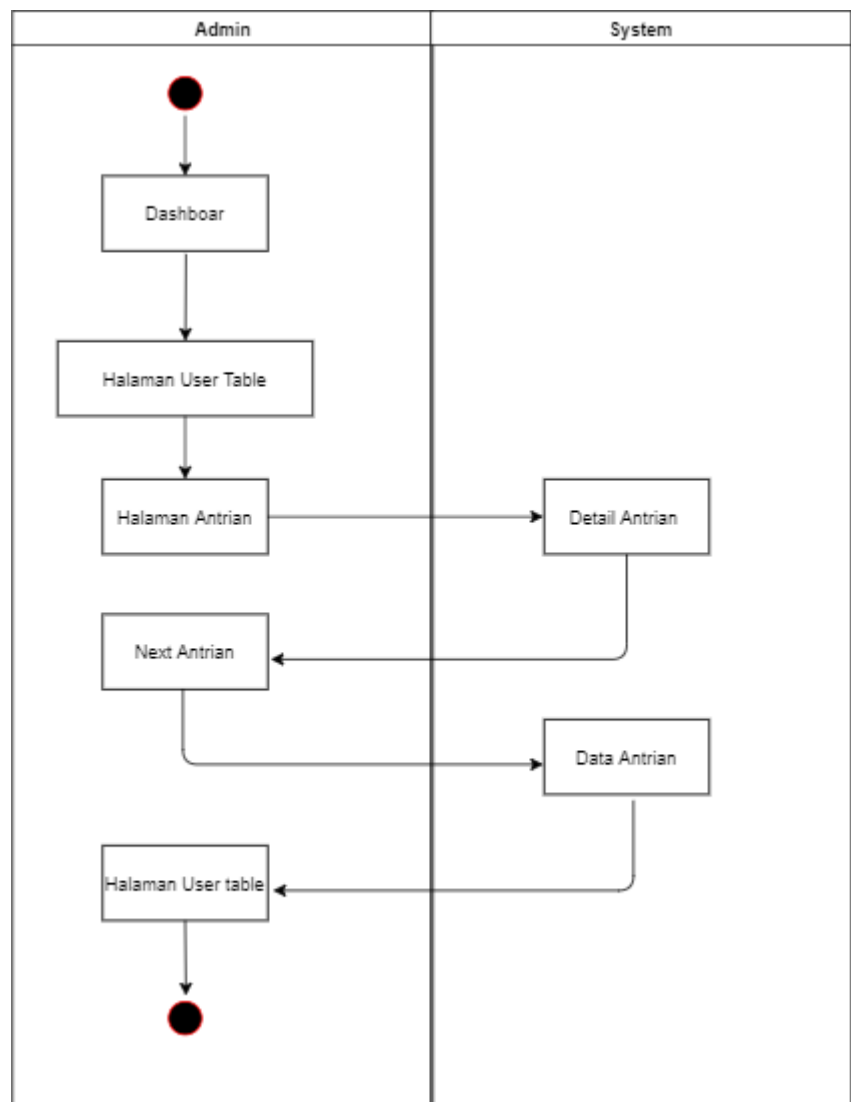 Admin
System
Dashboar
Halaman User Table
Halaman Antrian
Detail Antrian
Next Antrian
Data Antrian
Halaman User table